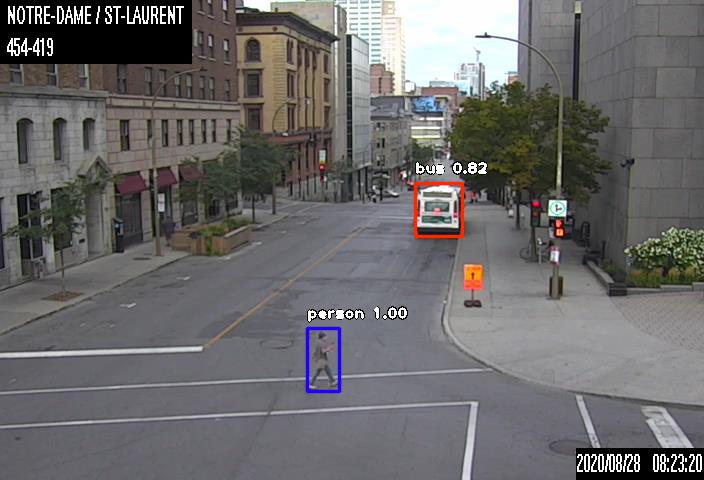 NOTRE-DAME / ST-LAURENT
454-419
bus 0.82
person 1.00
2020/08/28 08:23:20